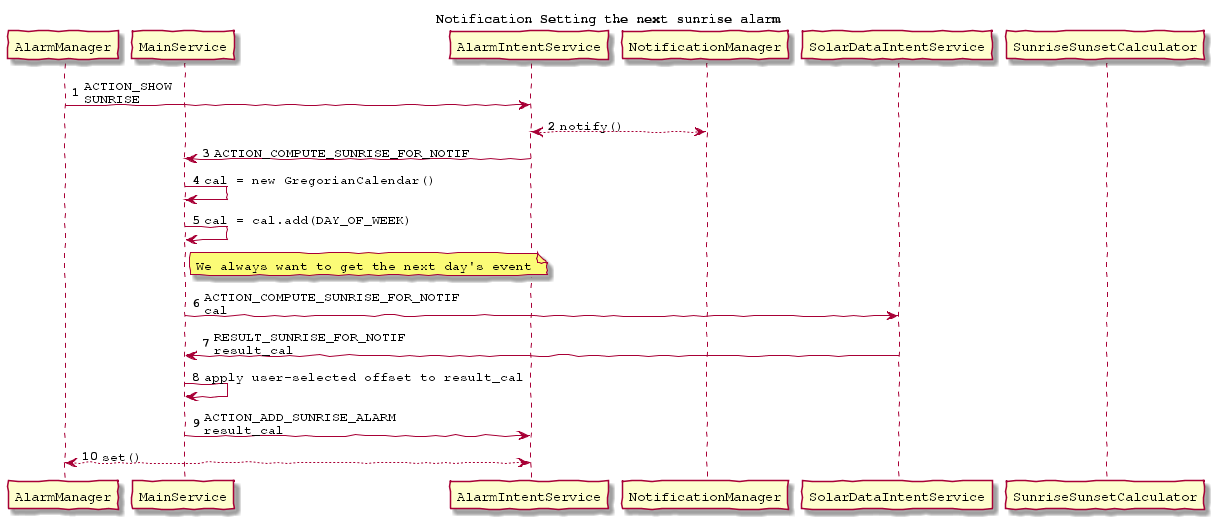 Notification Setting the next sunrise alarm
AlarmManager
MainService
AlarmIntentService
NotificationManager
SolarDataIntentService
SunriseSunsetCalculator
1 ACTION_SHOW
SUNRISE
2 notify()
3 ACTION_COMPUTE_SUNRISE_FOR_NOTIF
4 cal = new GregorianCalendar()
5 cal = cal.add(DAY_OF_WEEK)
We always want to get the next day's event
6 ACTION_COMPUTE_SUNRISE_FOR_NOTIF
cal
7 RESULT_SUNRISE_FOR_NOTIF
result_cal
8 apply user-selected offset to result_cal
9 ACTION_ADD_SUNRISE_ALARM
result_cal
10 set()
AlarmManager
MainService
AlarmIntentService
NotificationManager
SolarDataIntentService
SunriseSunsetCalculator